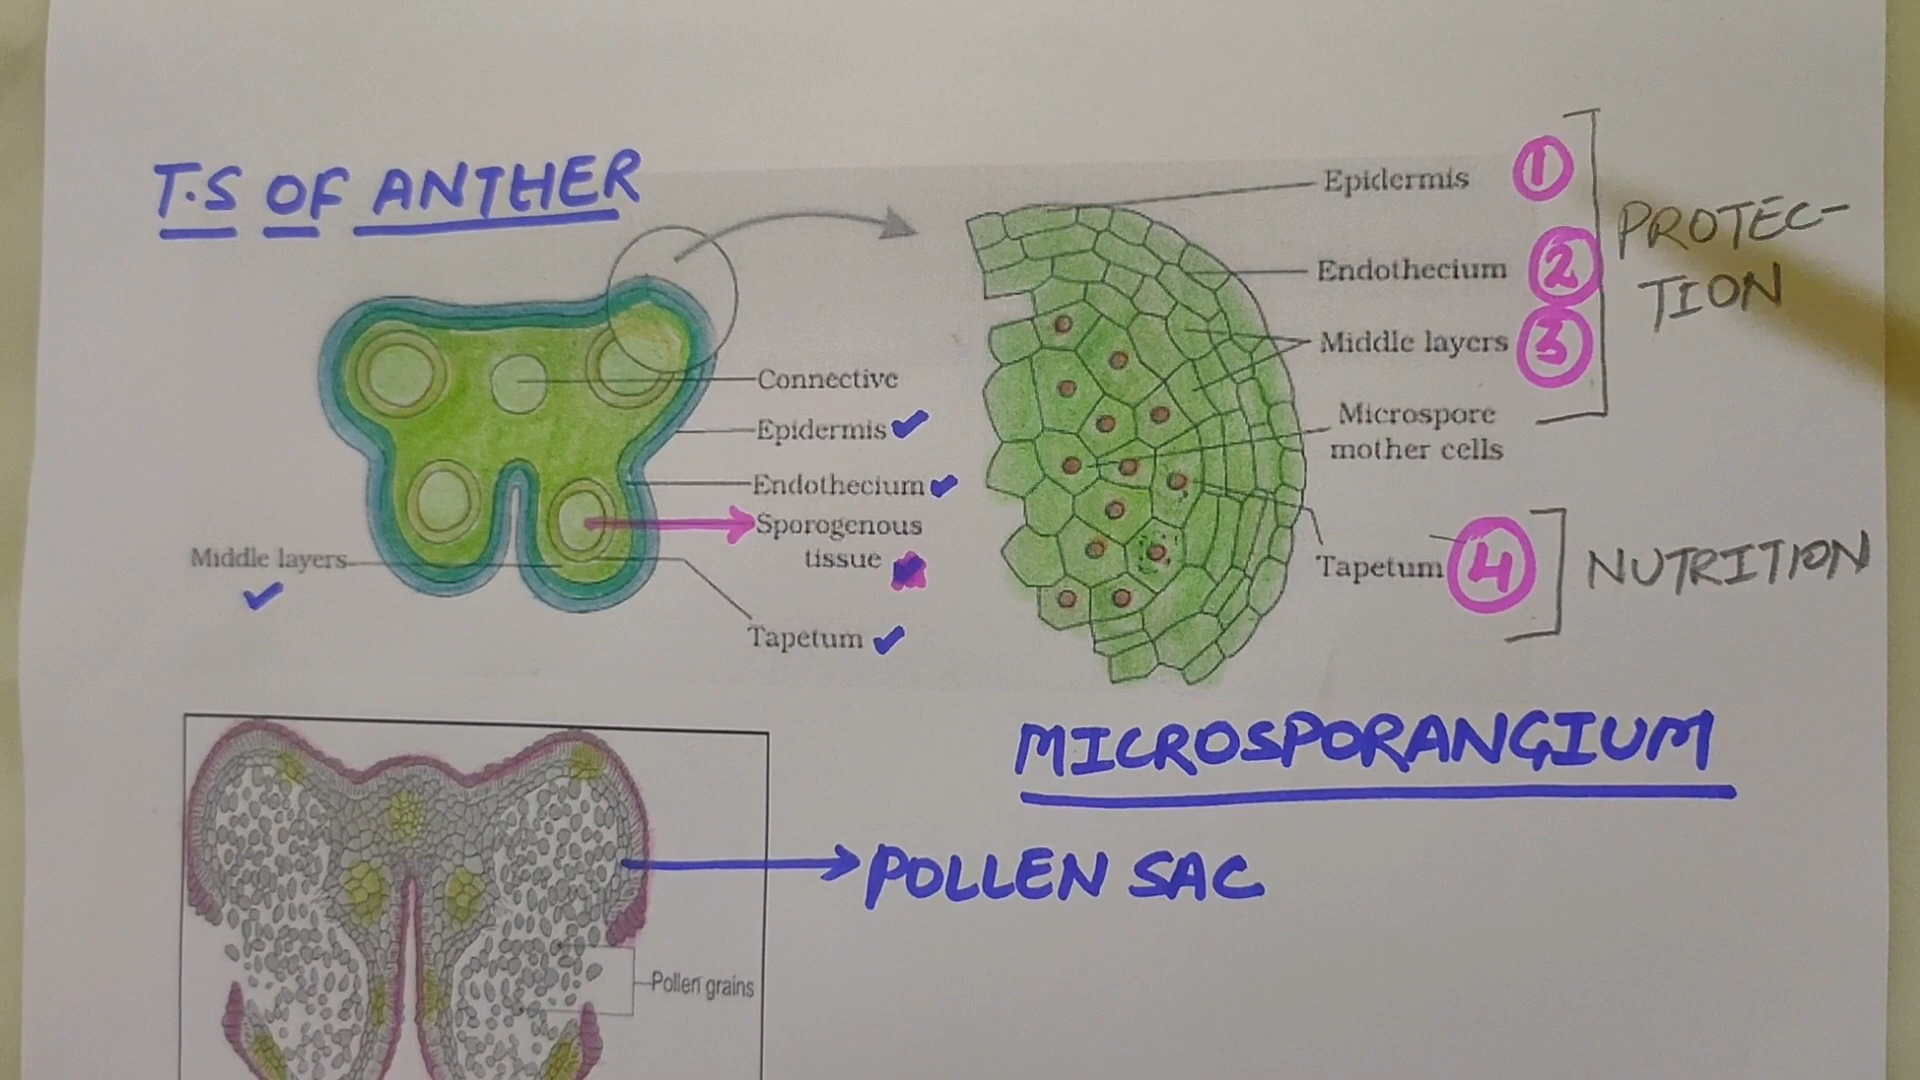 T.S OF ANTHER
Connective
Epidermis
Endothecium
Sporogenous
tissue
Middle layers
Tapetum
Epidermis 1
Endothecium 2
Middle layers 3
PROTEC-
TION
Microspore
mother cells
Tapetum 4
NUTRITION
MICROSPORANGIUM
POLLEN SAC
Pollen grains